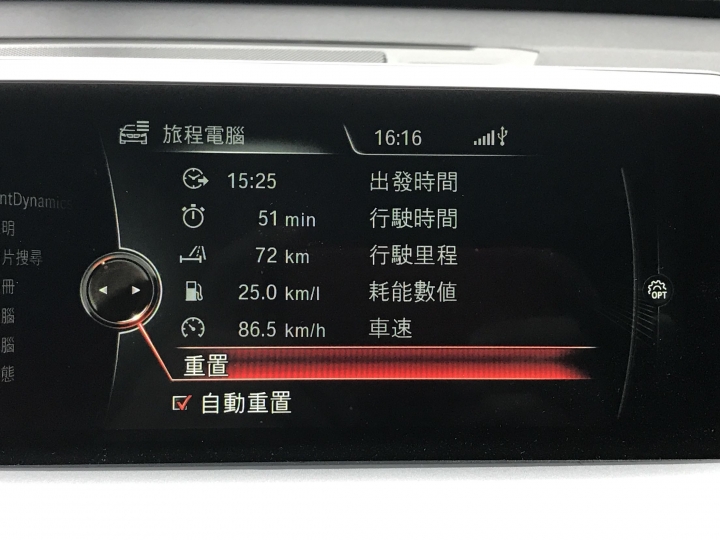 旅程電腦 16:16
15:25 出發時間
51 min 行駛時間
72 km 行駛里程
25.0 km/l 耗能數值
86.5 km/h 車速
重置
自動重置
ntDynamics
明
片搜尋
冊
腦
腦
態
OPT